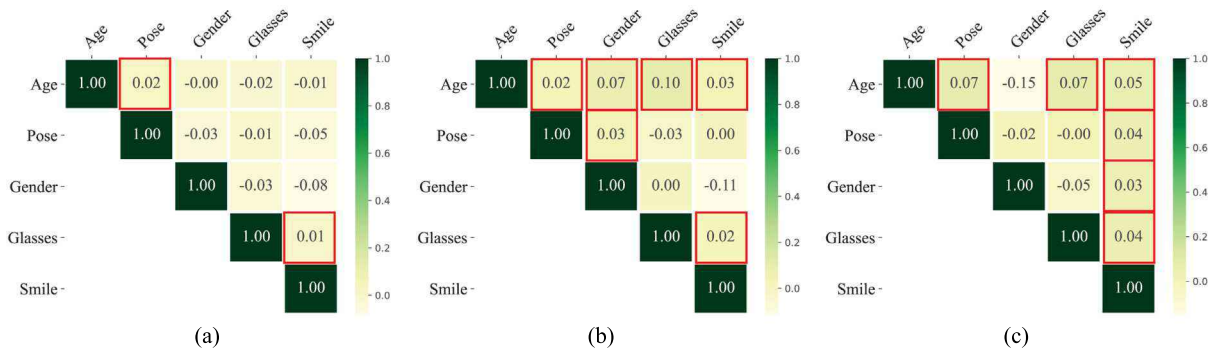 Age Pose Gender Glasses Smile
Age 1.00 0.02 -0.00 -0.02 -0.01
Pose 1.00 -0.03 -0.01 -0.05
Gender 1.00 -0.03 -0.08
Glasses 1.00 0.01
Smile 1.00
1.0
0.8
0.6
0.4
0.2
0.0
(a)
Age Pose Gender Glasses Smile
Age 1.00 0.02 0.07 0.10 0.03
Pose 1.00 0.03 -0.03 0.00
Gender 1.00 0.00 -0.11
Glasses 1.00 0.02
Smile 1.00
1.0
0.8
0.6
0.4
0.2
0.0
(b)
Age Pose Gender Glasses Smile
Age 1.00 0.07 -0.15 0.07 0.05
Pose 1.00 -0.02 -0.00 0.04
Gender 1.00 -0.05 0.03
Glasses 1.00 0.04
Smile 1.00
1.0
0.8
0.6
0.4
0.2
0.0
(c)